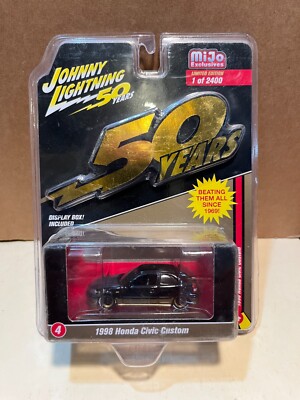 JOHNNY
LIGHTNING
50
YEARS
MiJo
Exclusives
LIMITED EDITION
1 of 2400
50
YEARS
BEATING
THEM ALL
SINCE
1969!
DISPLAY BOX!
INCLUDED
4
1998 Honda Civic Custom